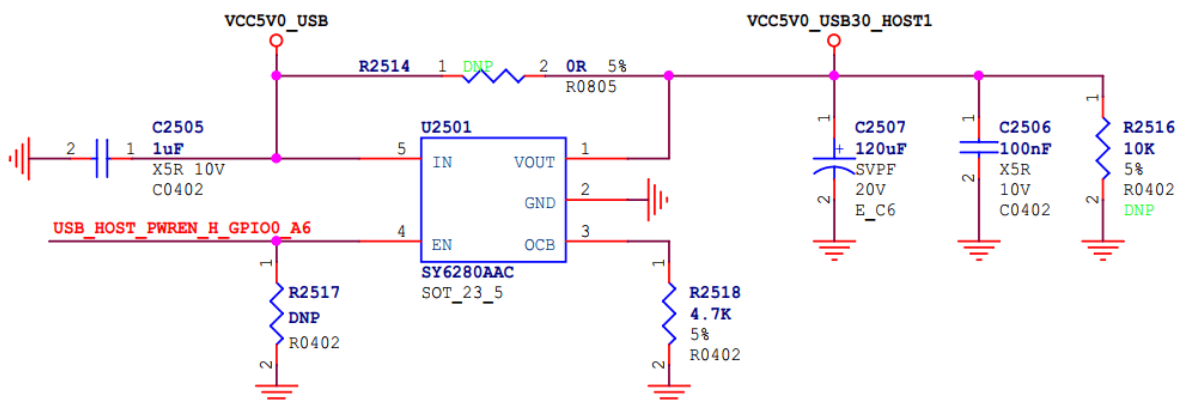 VCC5V0_USB
VCC5V0_USB30_HOST1
R2514 1 DNP 2 0R 5%
R0805
C2505
2 1 1uF
X5R 10V
C0402
U2501
5 IN VOUT 1
GND 2
4 EN OCB 3
SY6280AAC
SOT_23_5
USB_HOST_PWREN_H_GPIO0_A6
1
R2517
DNP
R0402
2
1
R2518
4.7K
5%
R0402
2
1
C2507
+ 120uF
SVPF
20V
E_C6
2
1
C2506
100nF
X5R
10V
C0402
2
1
R2516
10K
5%
R0402
DNP
2